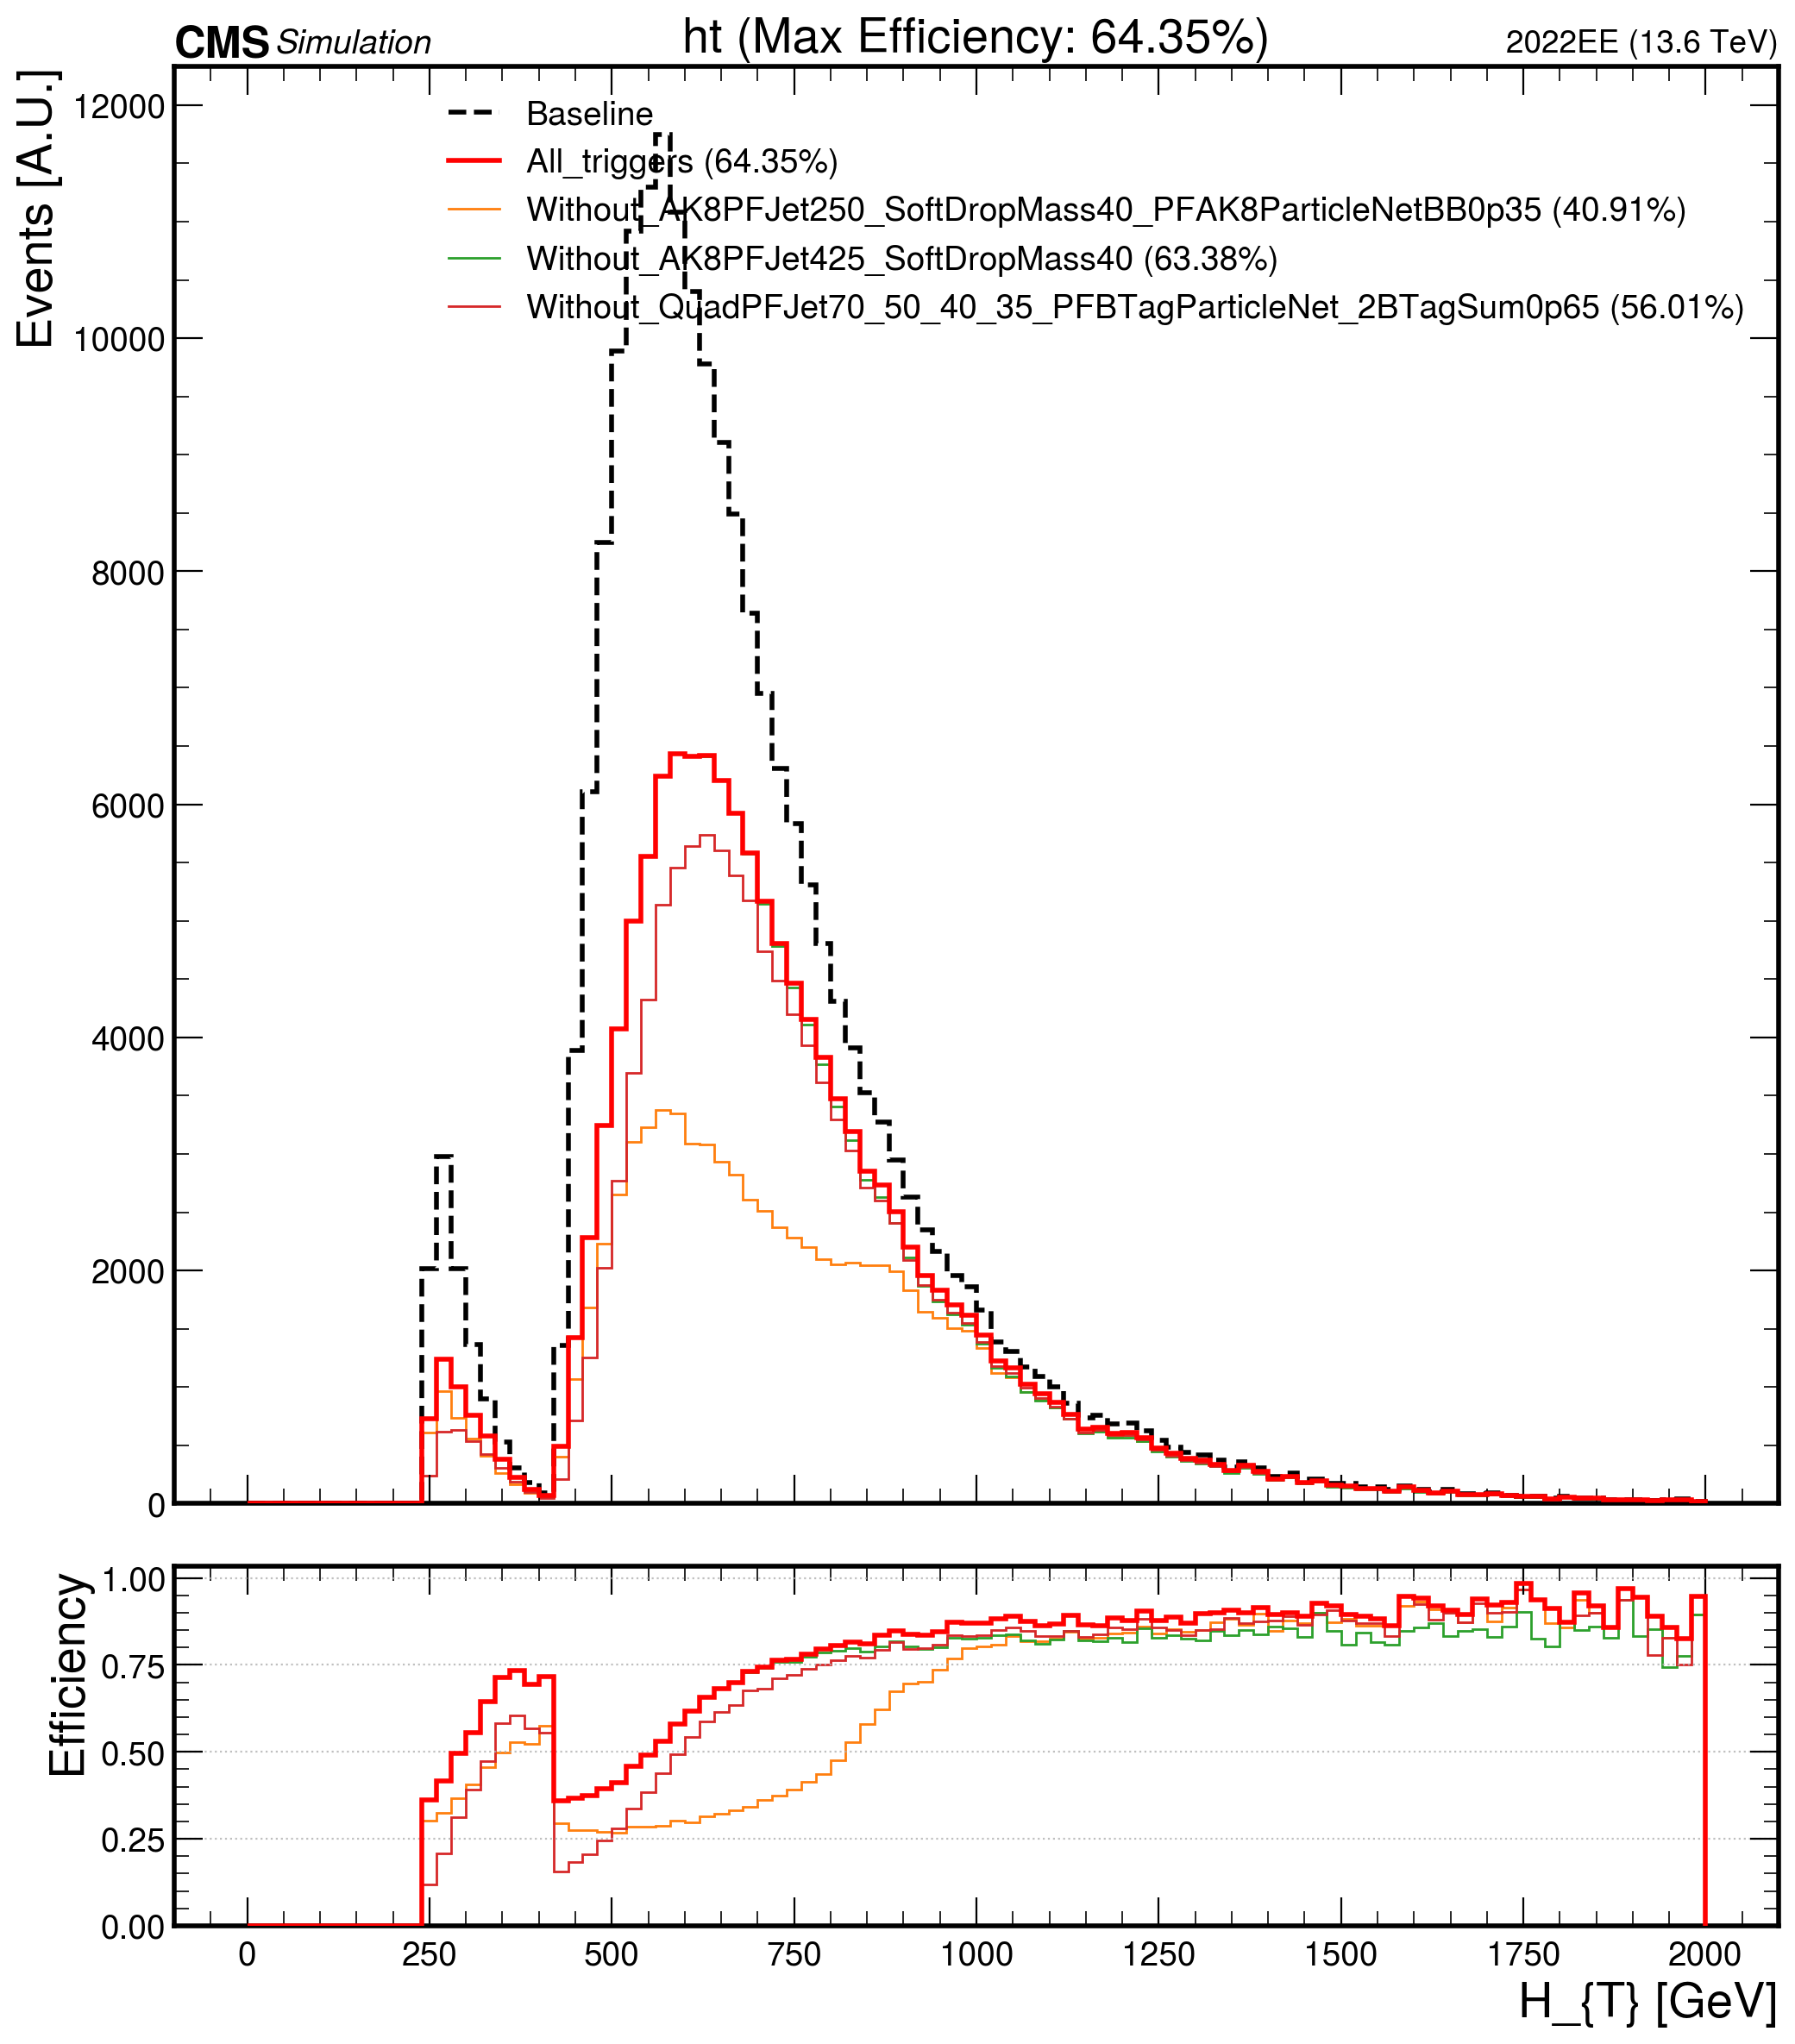 CMS Simulation
ht (Max Efficiency: 64.35%)
2022EE (13.6 TeV)
Events [A.U.]
12000
10000
8000
6000
4000
2000
0
Baseline
All_triggers (64.35%)
Without_AK8PFJet250_SoftDropMass40_PFAK8ParticleNetBB0p35 (40.91%)
Without_AK8PFJet425_SoftDropMass40 (63.38%)
Without_QuadPFJet70_50_40_35_PFBTagParticleNet_2BTagSum0p65 (56.01%)
Efficiency
1.00
0.75
0.50
0.25
0.00
0 250 500 750 1000 1250 1500 1750 2000
H_{T} [GeV]